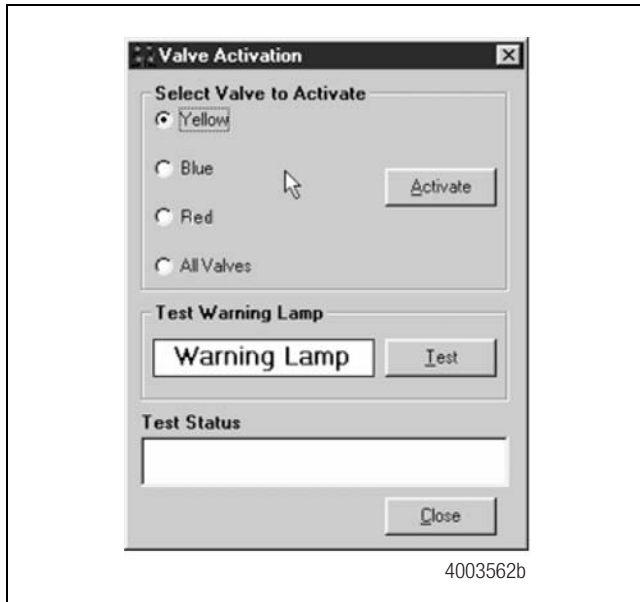 Valve Activation
Select Valve to Activate
Yellow
Blue
Activate
Red
All Valves
Test Warning Lamp
Warning Lamp Test
Test Status
Close
4003562b